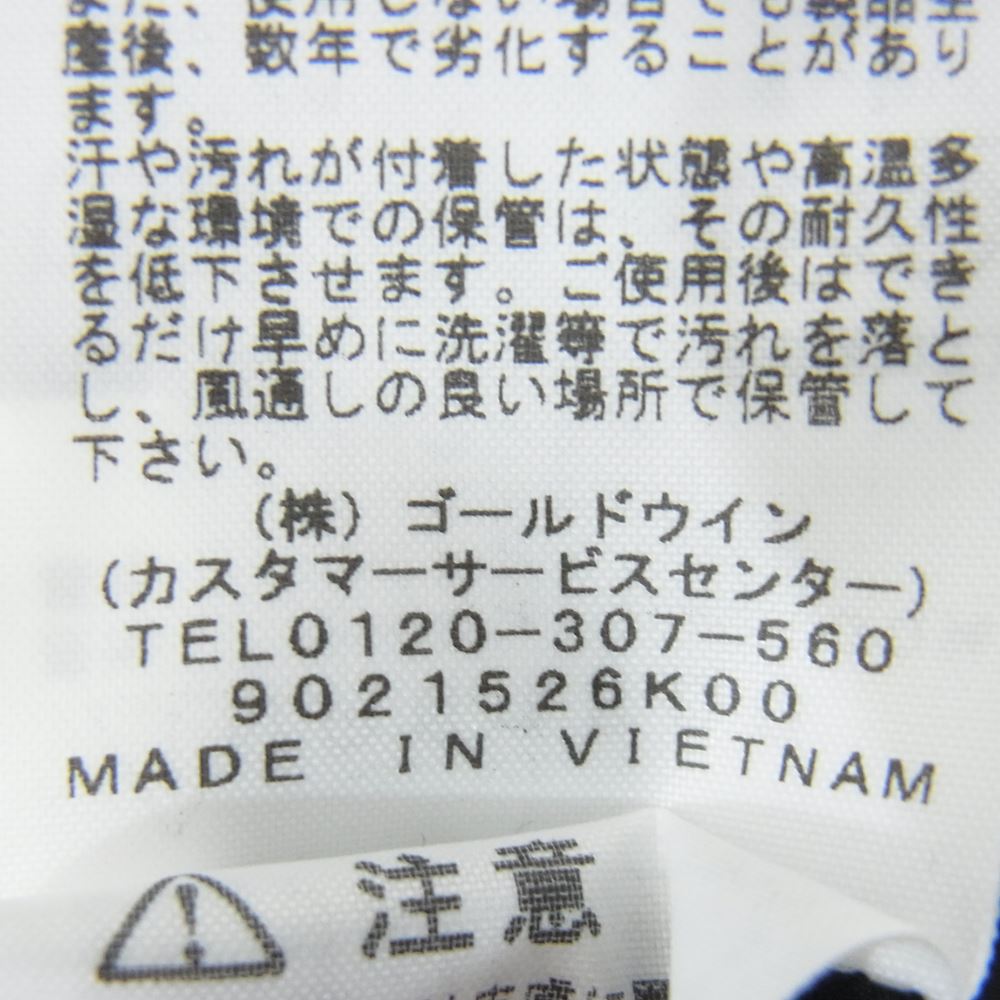 産後、数年で劣化することがあり
ます。
汗や汚れが付着した状態や高温多
湿な環境での保管は、その耐久性
を低下させます。ご使用後はでき
るだけ早めに洗濯等で汚れを落と
し、風通しの良い場所で保管して
下さい。
(株) ゴールドウイン
(カスタマーサービスセンター)
TEL0120-307-560
9021526K00
MADE IN VIETNAM
注意